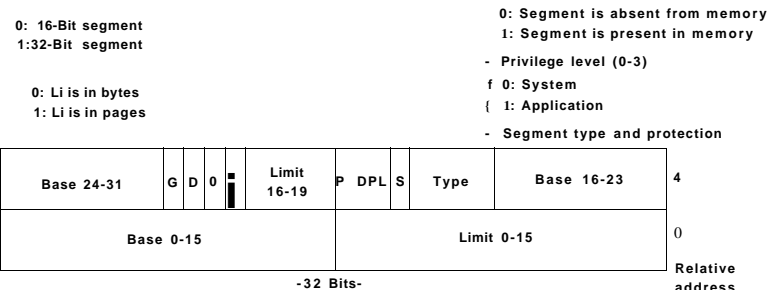 0: Segment is absent from memory
1: Segment is present in memory
0: 16-Bit segment
1:32-Bit segment
- Privilege level (0-3)
f 0: System
{ 1: Application
0: Li is in bytes
1: Li is in pages
- Segment type and protection
Base 24-31 G D 0 Limit 16-19 P DPL S Type Base 16-23 4
Base 0-15 Limit 0-15 0
Relative
address
-32 Bits-